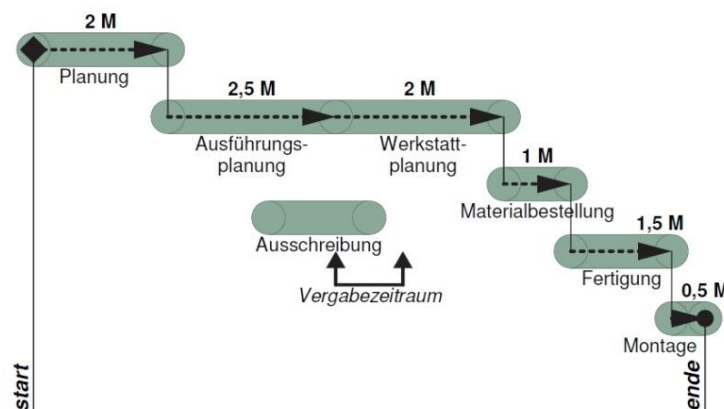 2 M
Planung
2,5 M
2 M
Ausführungs-
planung
Werkstatt-
planung
1 M
Materialbestellung
Ausschreibung
1,5 M
Vergabezeitraum
Fertigung
0,5 M
Montage
start
ende